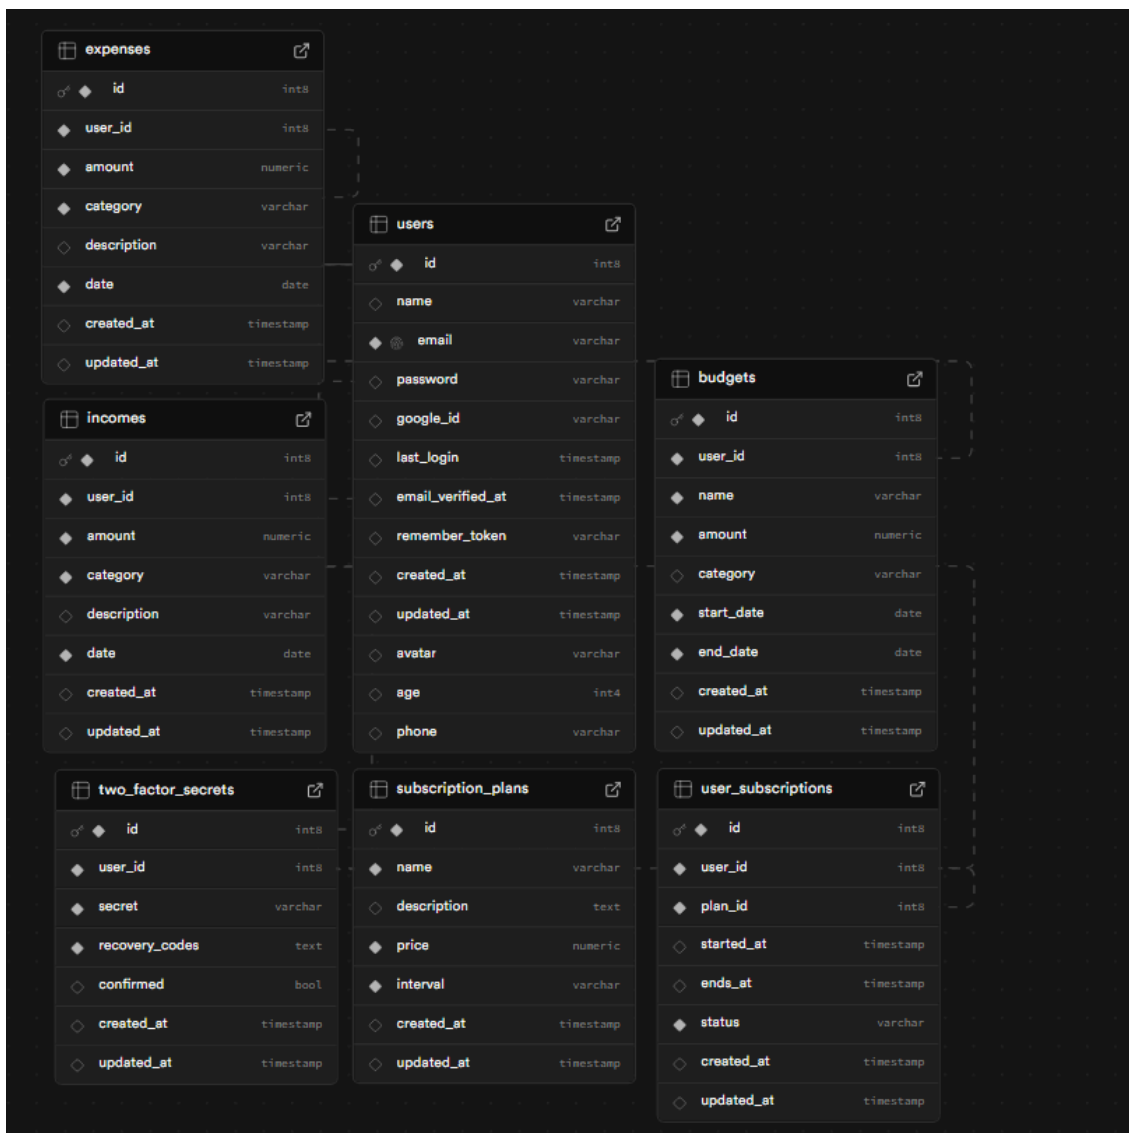 expenses
id int8
user_id int8
amount numeric
category varchar
description varchar
date date
created_at timestamp
updated_at timestamp
incomes
id int8
user_id int8
amount numeric
category varchar
description varchar
date date
created_at timestamp
updated_at timestamp
users
id int8
name varchar
email varchar
password varchar
google_id varchar
last_login timestamp
email_verified_at timestamp
remember_token varchar
created_at timestamp
updated_at timestamp
avatar varchar
age int4
phone varchar
budgets
id int8
user_id int8
name varchar
amount numeric
category varchar
start_date date
end_date date
created_at timestamp
updated_at timestamp
two_factor_secrets
id int8
user_id int8
secret varchar
recovery_codes text
confirmed bool
created_at timestamp
updated_at timestamp
subscription_plans
id int8
name varchar
description text
price numeric
interval varchar
created_at timestamp
updated_at timestamp
user_subscriptions
id int8
user_id int8
plan_id int8
started_at timestamp
ends_at timestamp
status varchar
created_at timestamp
updated_at timestamp